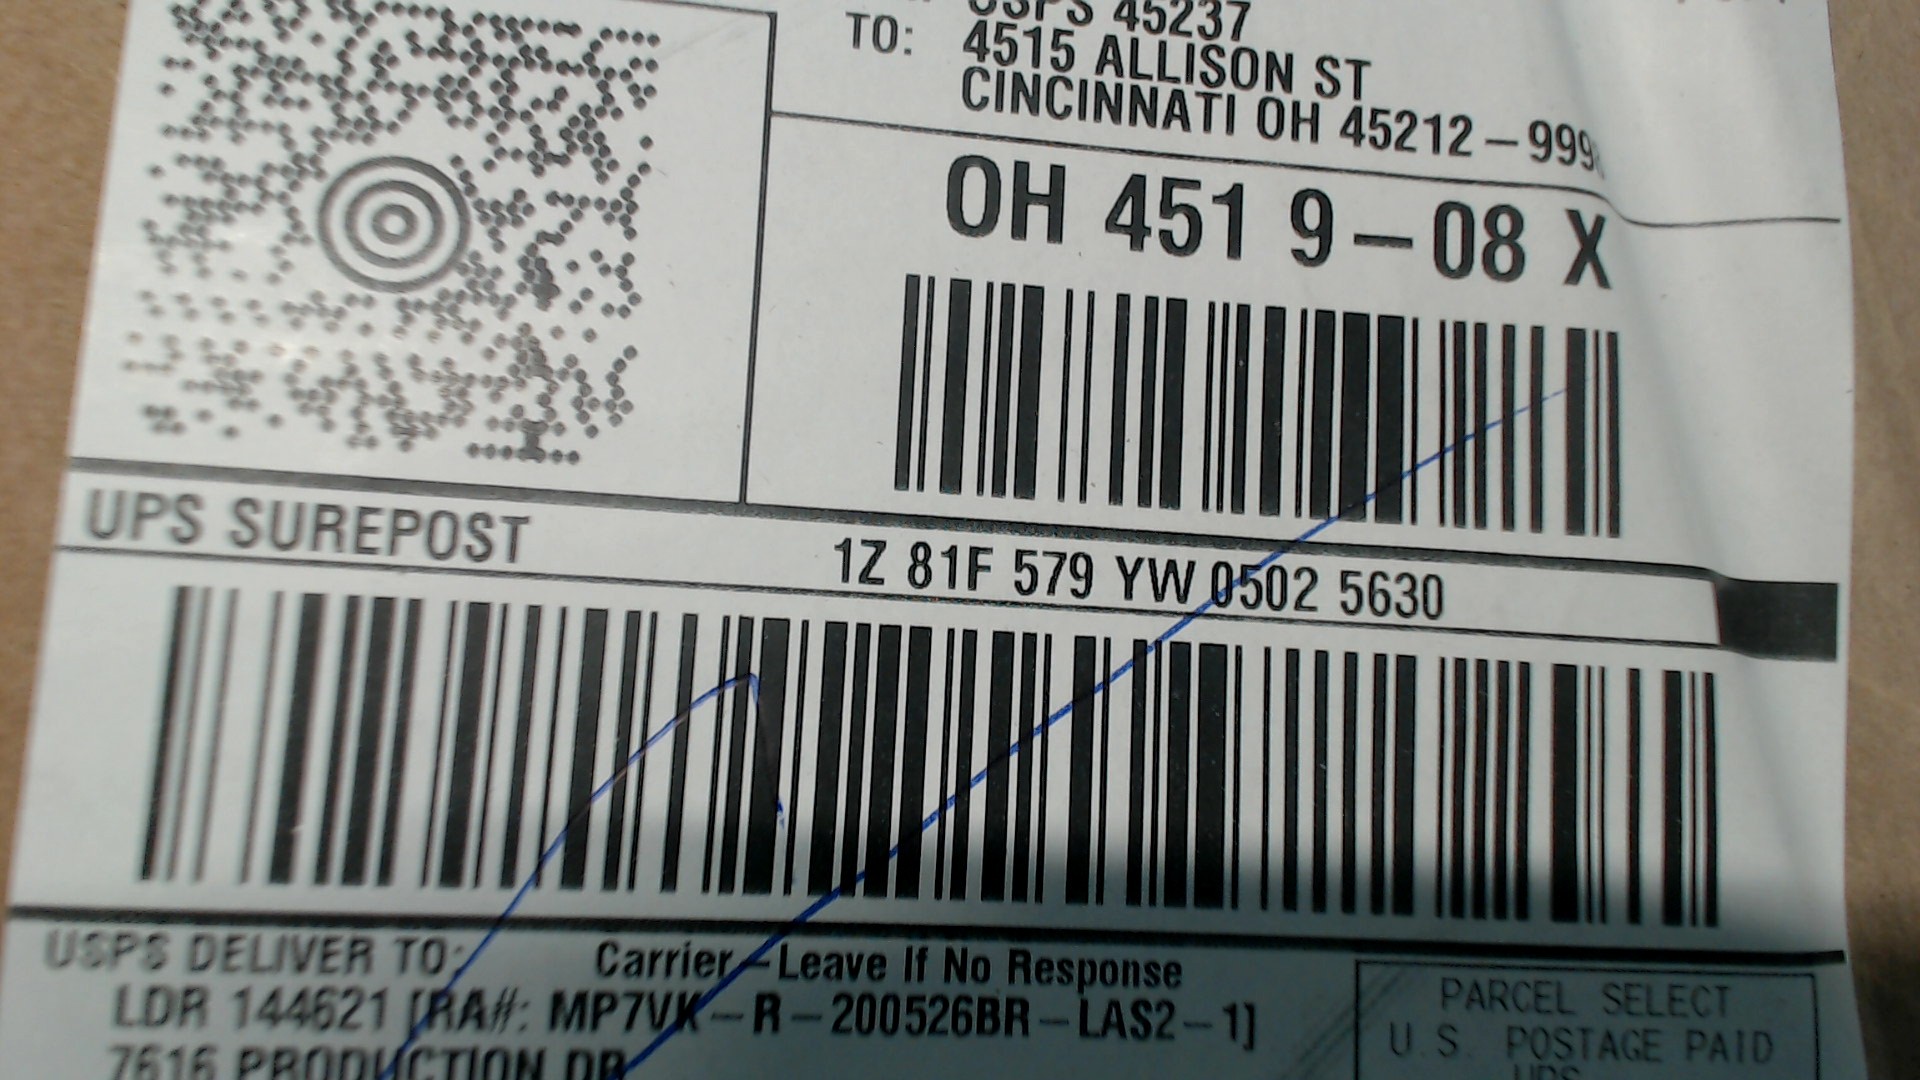 USPS 45237
TO: 4515 ALLISON ST
CINCINNATI OH 45212-999
OH 451 9-08 X
UPS SUREPOST
1Z 81F 579 YW 0502 5630
USPS DELIVER TO: Carrier-Leave If No Response
LDR 144621 [RA#: MP7VK-R-200526BR-LAS2-1]
7616 PRODUCTION DR
PARCEL SELECT
U.S. POSTAGE PAID
UPS